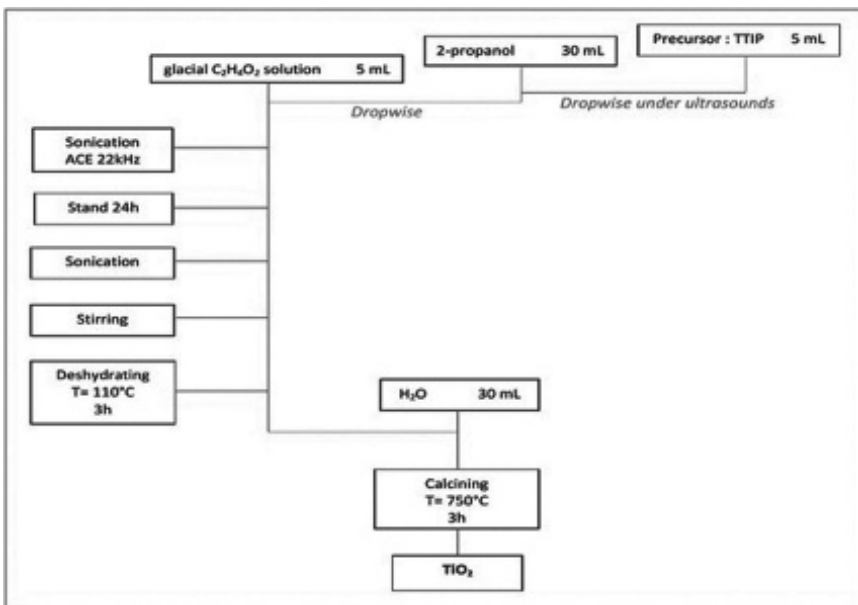 Precursor : TTIP 5 mL
2-propanol 30 mL
glacial C₂H₄O₂ solution 5 mL
Dropwise
Dropwise under ultrasounds
Sonication
ACE 22kHz
Stand 24h
Sonication
Stirring
Deshydrating
T= 110°C
3h
H₂O 30 mL
Calcining
T= 750°C
3h
TiO₂